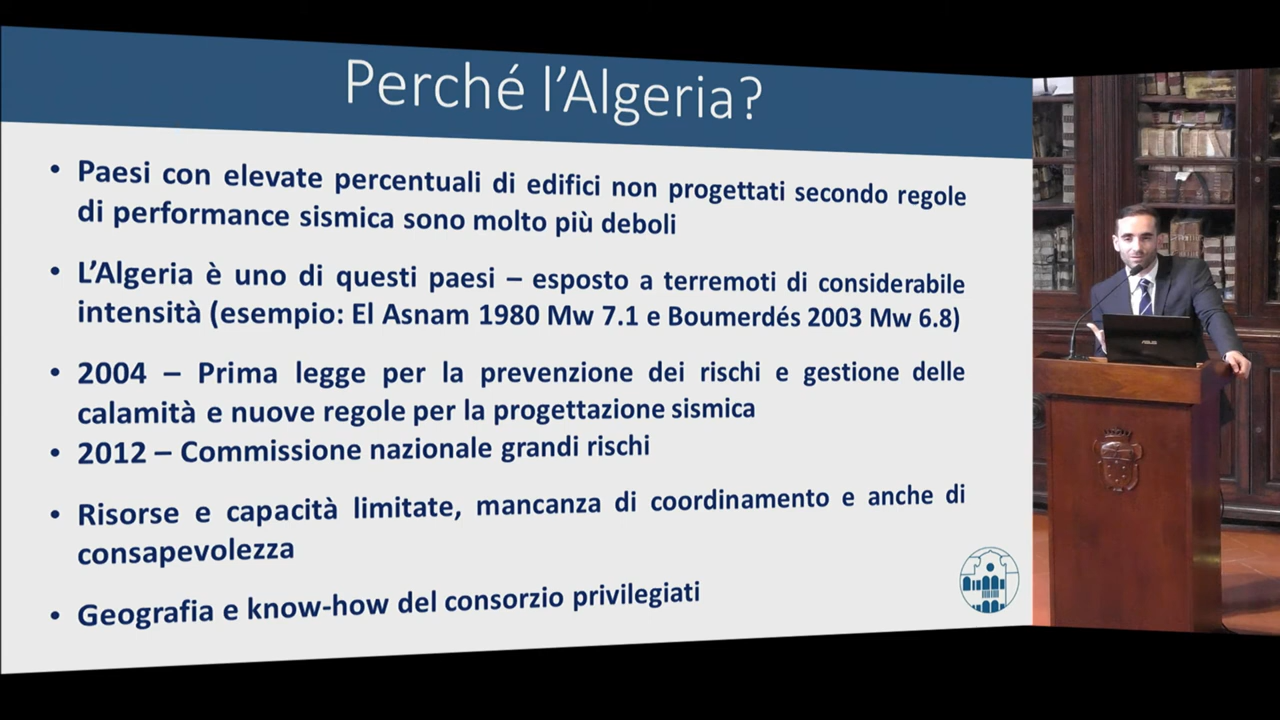 Perché l'Algeria?
• Paesi con elevate percentuali di edifici non progettati secondo regole
di performance sismica sono molto più deboli
• L'Algeria è uno di questi paesi – esposto a terremoti di considerabile
intensità (esempio: El Asnam 1980 Mw 7.1 e Boumerdés 2003 Mw 6.8)
• 2004 – Prima legge per la prevenzione dei rischi e gestione delle
calamità e nuove regole per la progettazione sismica
• 2012 – Commissione nazionale grandi rischi
• Risorse e capacità limitate, mancanza di coordinamento e anche di
consapevolezza
• Geografia e know-how del consorzio privilegiati
ASUS